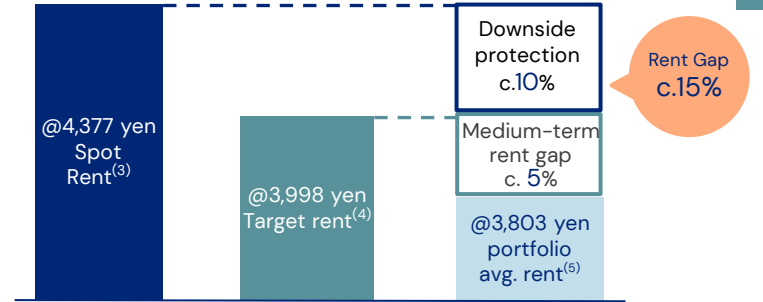 @4,377 yen
Spot
Rent(3)
@3,998 yen
Target rent(4)
Downside
protection
c.10%
Medium-term
rent gap
c. 5%
@3,803 yen
portfolio
avg. rent(5)
Rent Gap
c.15%